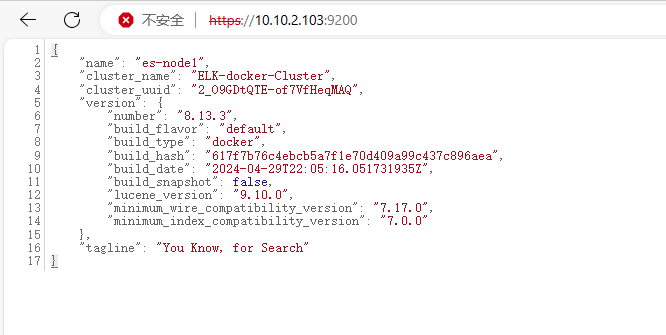 不安全 https://10.10.2.103:9200
1 {
2 "name": "es-node1",
3 "cluster_name": "ELK-docker-Cluster",
4 "cluster_uuid": "2_O9GDtQTE-of7VfHeqMAQ",
5 "version": {
6 "number": "8.13.3",
7 "build_flavor": "default",
8 "build_type": "docker",
9 "build_hash": "617f7b76c4ebcb5a7f1e70d409a99c437c896aea",
10 "build_date": "2024-04-29T22:05:16.051731935Z",
11 "build_snapshot": false,
12 "lucene_version": "9.10.0",
13 "minimum_wire_compatibility_version": "7.17.0",
14 "minimum_index_compatibility_version": "7.0.0"
15 },
16 "tagline": "You Know, for Search"
17 }